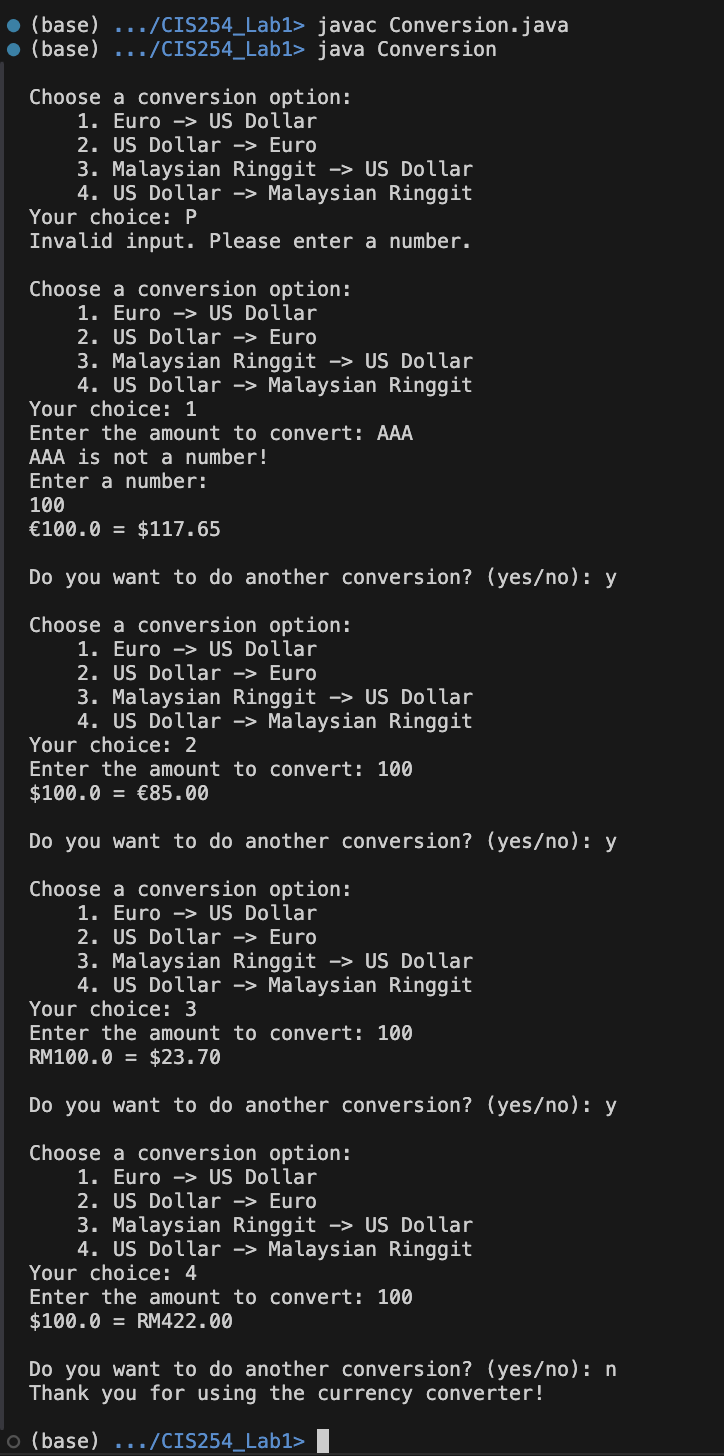 (base) .../CIS254_Lab1> javac Conversion.java
(base) .../CIS254_Lab1> java Conversion
Choose a conversion option:
1. Euro -> US Dollar
2. US Dollar -> Euro
3. Malaysian Ringgit -> US Dollar
4. US Dollar -> Malaysian Ringgit
Your choice: P
Invalid input. Please enter a number.
Choose a conversion option:
1. Euro -> US Dollar
2. US Dollar -> Euro
3. Malaysian Ringgit -> US Dollar
4. US Dollar -> Malaysian Ringgit
Your choice: 1
Enter the amount to convert: AAA
AAA is not a number!
Enter a number:
100
€100.0 = $117.65
Do you want to do another conversion? (yes/no): y
Choose a conversion option:
1. Euro -> US Dollar
2. US Dollar -> Euro
3. Malaysian Ringgit -> US Dollar
4. US Dollar -> Malaysian Ringgit
Your choice: 2
Enter the amount to convert: 100
$100.0 = €85.00
Do you want to do another conversion? (yes/no): y
Choose a conversion option:
1. Euro -> US Dollar
2. US Dollar -> Euro
3. Malaysian Ringgit -> US Dollar
4. US Dollar -> Malaysian Ringgit
Your choice: 3
Enter the amount to convert: 100
RM100.0 = $23.70
Do you want to do another conversion? (yes/no): y
Choose a conversion option:
1. Euro -> US Dollar
2. US Dollar -> Euro
3. Malaysian Ringgit -> US Dollar
4. US Dollar -> Malaysian Ringgit
Your choice: 4
Enter the amount to convert: 100
$100.0 = RM422.00
Do you want to do another conversion? (yes/no): n
Thank you for using the currency converter!
(base) .../CIS254_Lab1>